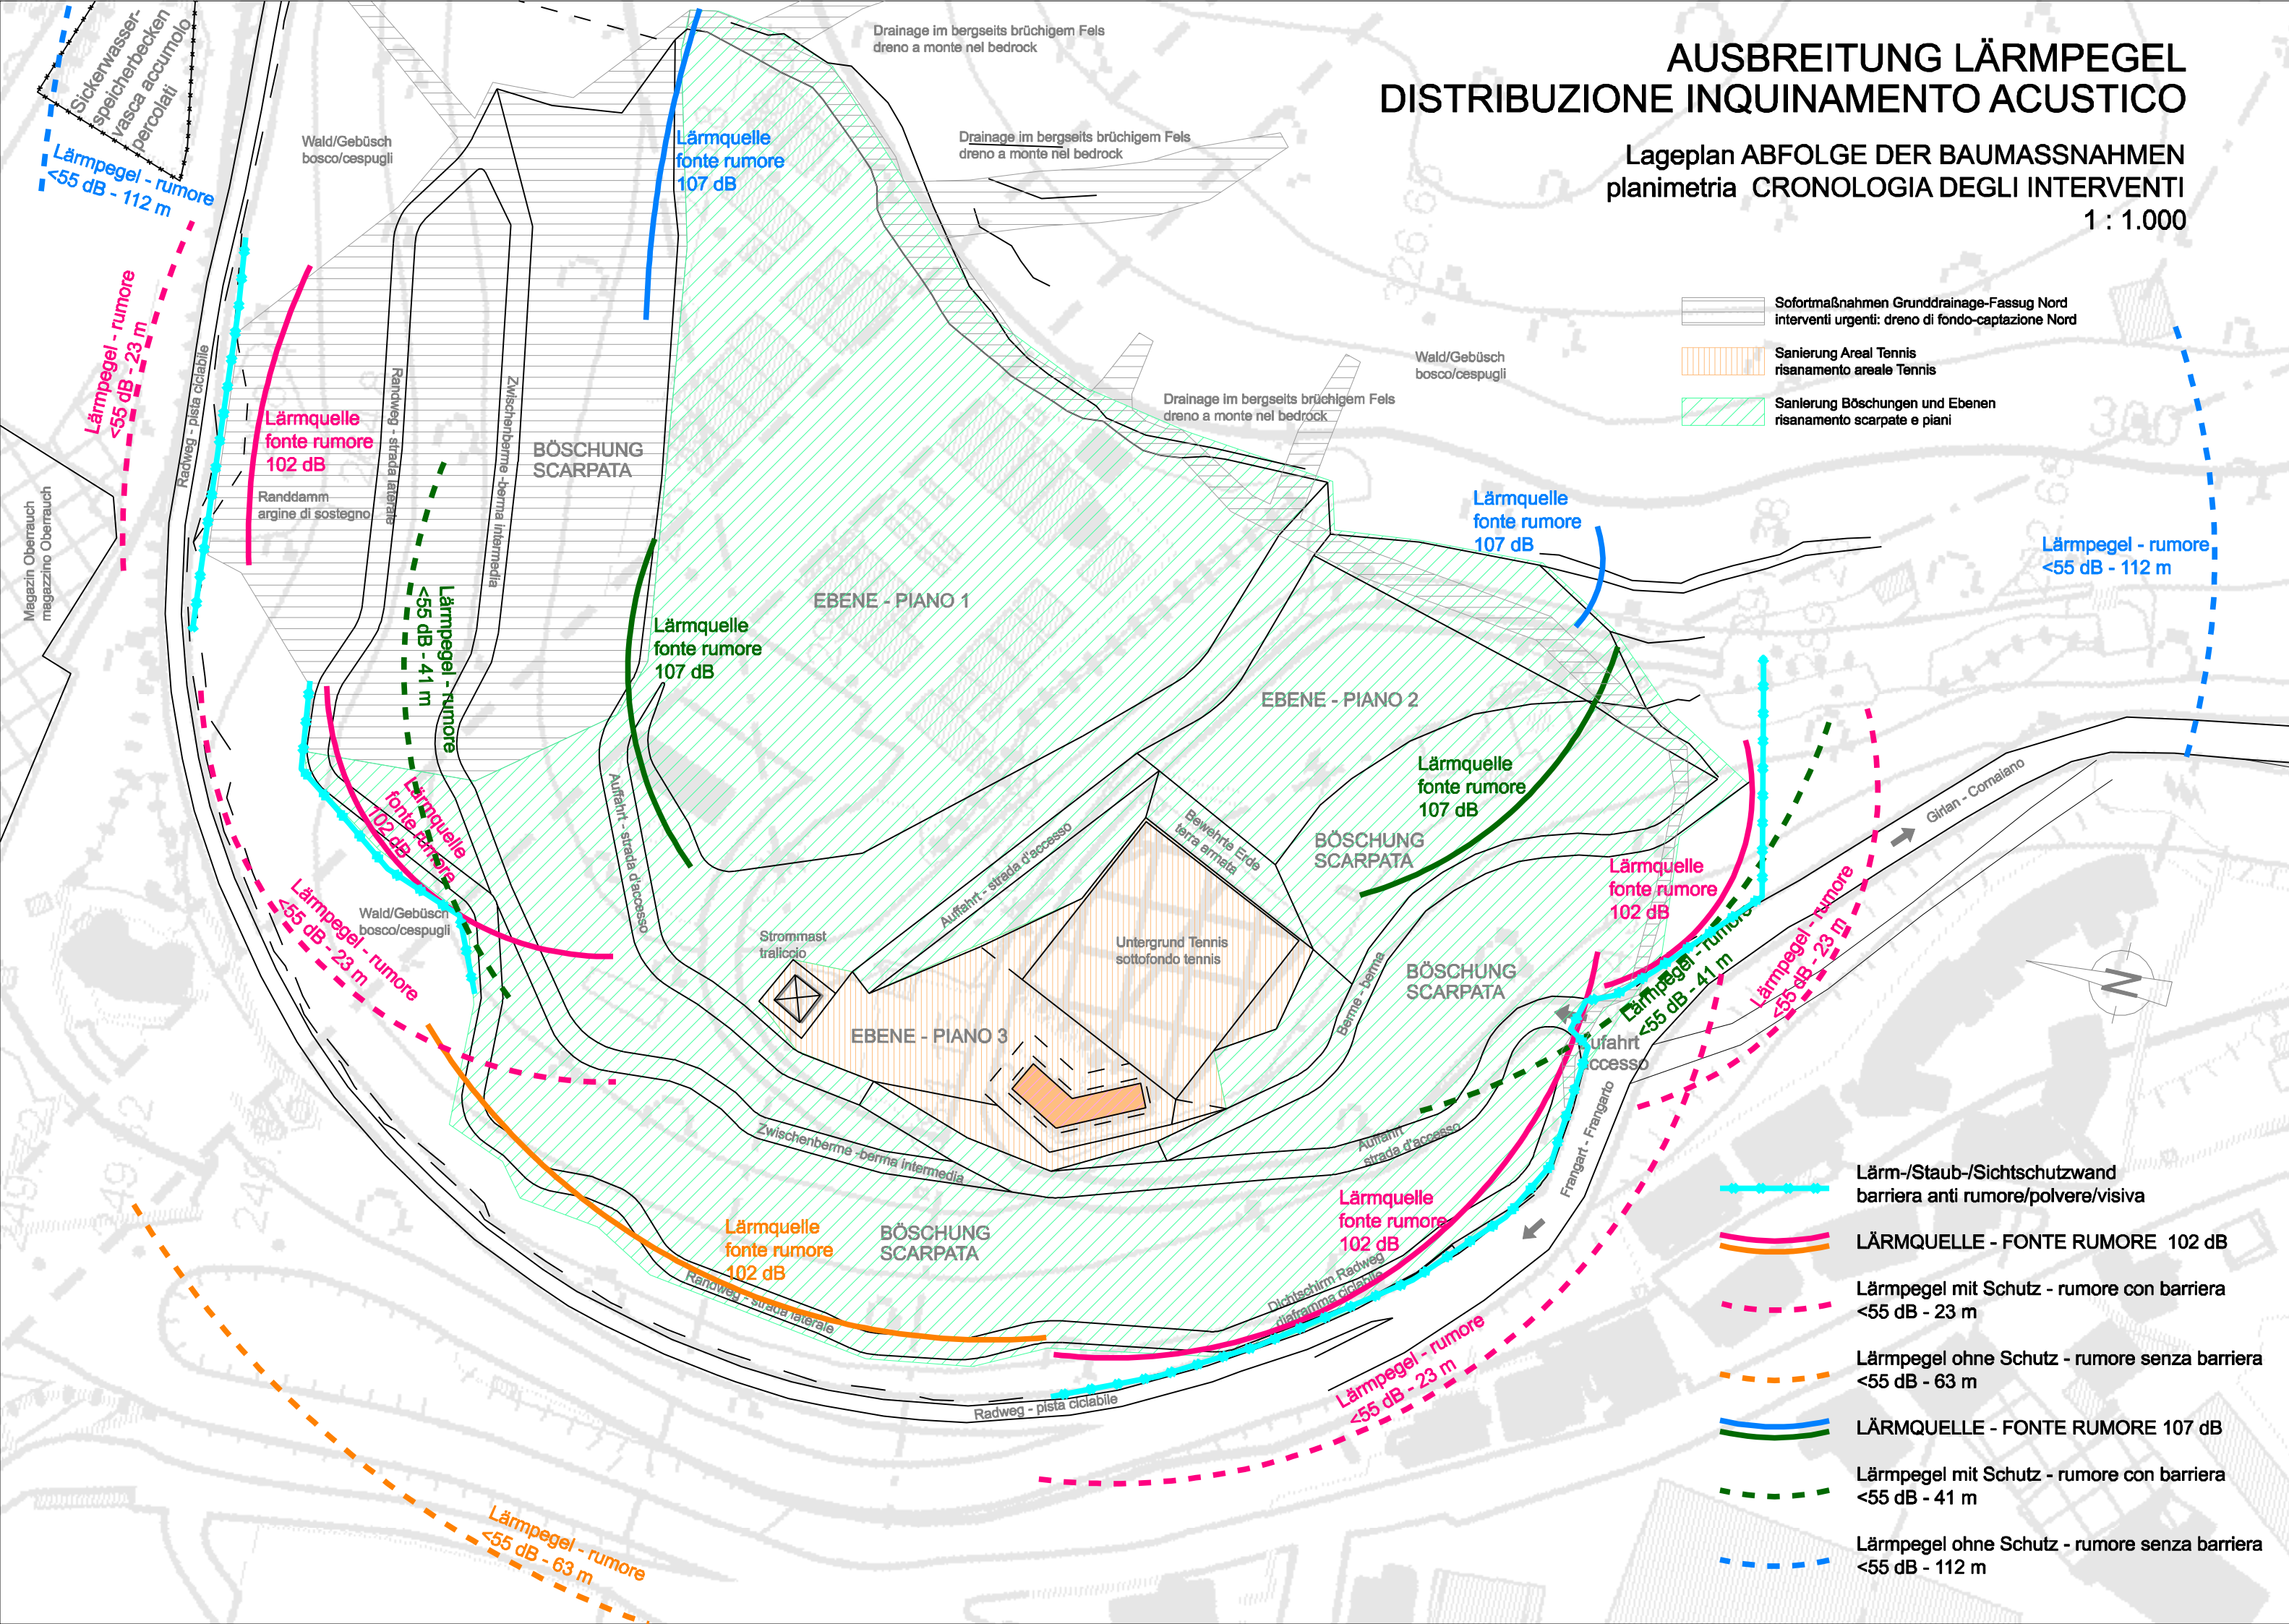 AUSBREITUNG LÄRMPEGEL
DISTRIBUZIONE INQUINAMENTO ACUSTICO
Lageplan ABFOLGE DER BAUMASSNAHMEN
planimetria CRONOLOGIA DEGLI INTERVENTI
1 : 1.000
Sofortmaßnahmen Grunddrainage-Fassug Nord
interventi urgenti: dreno di fondo-captazione Nord
Sanierung Areal Tennis
risanamento areale Tennis
Sanierung Böschungen und Ebenen
risanamento scarpate e piani
Sickerwasser-
speicherbecken
vasca accumulo
percolati
Lärmpegel - rumore
<55 dB - 112 m
Wald/Gebüsch
bosco/cespugli
Drainage im bergseits brüchigem Fels
dreno a monte nel bedrock
Drainage im bergseits brüchigem Fels
dreno a monte nel bedrock
Drainage im bergseits brüchigem Fels
dreno a monte nel bedrock
Wald/Gebüsch
bosco/cespugli
Lärmquelle
fonte rumore
107 dB
Lärmpegel - rumore
<55 dB - 23 m
Radweg - pista ciclabile
Lärmquelle
fonte rumore
102 dB
Randdamm
argine di sostegno
Randweg - strada laterale
Zwischenberme -berma intermedia
BÖSCHUNG
SCARPATA
Magazin Oberrauch
magazzino Oberrauch
Lärmpegel - rumore
<55 dB - 41 m
EBENE - PIANO 1
Lärmquelle
fonte rumore
107 dB
Lärmquelle
fonte rumore
107 dB
Lärmpegel - rumore
<55 dB - 112 m
326.68
300
EBENE - PIANO 2
Lärmquelle
fonte rumore
107 dB
BÖSCHUNG
SCARPATA
Lärmquelle
fonte rumore
102 dB
Lärmquelle
fonte rumore
102 dB
Auffahrt - strada d'accesso
Auffahrt - strada d'accesso
Bewehrte Erde
terra armata
Girlan - Cornaiano
Lärmpegel - rumore
<55 dB - 23 m
Wald/Gebüsch
bosco/cespugli
Strommast
traliccio
Untergrund Tennis
sottofondo tennis
BÖSCHUNG
SCARPATA
Berme - berma
Lärmpegel - rumore
<55 dB - 41 m
Lärmpegel - rumore
<55 dB - 23 m
N
EBENE - PIANO 3
ufahrt
ccesso
Frangart - Frangarto
Zwischenberme -berma intermedia
Auffahrt
strada d'accesso
Lärmquelle
fonte rumore
102 dB
BÖSCHUNG
SCARPATA
Lärmquelle
fonte rumore
102 dB
Randweg - strada laterale
Dichtschirm Radweg
diaframma ciclabile
Radweg - pista ciclabile
Lärmpegel - rumore
<55 dB - 23 m
Lärmpegel - rumore
<55 dB - 63 m
Lärm-/Staub-/Sichtschutzwand
barriera anti rumore/polvere/visiva
LÄRMQUELLE - FONTE RUMORE 102 dB
Lärmpegel mit Schutz - rumore con barriera
<55 dB - 23 m
Lärmpegel ohne Schutz - rumore senza barriera
<55 dB - 63 m
LÄRMQUELLE - FONTE RUMORE 107 dB
Lärmpegel mit Schutz - rumore con barriera
<55 dB - 41 m
Lärmpegel ohne Schutz - rumore senza barriera
<55 dB - 112 m